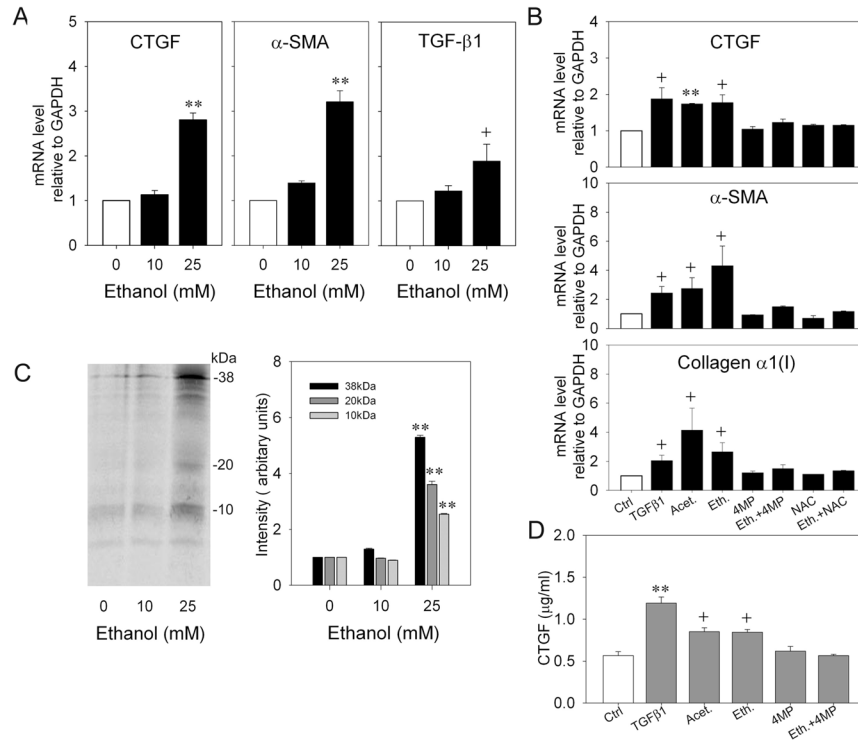 A
CTGF
α-SMA
TGF-β1
mRNA level
relative to GAPDH
5
4
3
2
1
0
**
**
+
0 10 25
0 10 25
0 10 25
Ethanol (mM)
Ethanol (mM)
Ethanol (mM)
B
CTGF
mRNA level
relative to GAPDH
4
3
2
1
0
+
**
+
α-SMA
mRNA level
relative to GAPDH
10
8
6
4
2
0
+
+
+
Collagen α1(I)
mRNA level
relative to GAPDH
10
8
6
4
2
0
+
+
+
Ctrl
TGFβ1
Acet.
Eth.
4MP
Eth.+4MP
NAC
Eth.+NAC
C
kDa
-38
-20
-10
0 10 25
Ethanol (mM)
Intensity ( arbitary units)
8
6
4
2
0
38kDa
20kDa
10kDa
**
**
**
0 10 25
Ethanol (mM)
D
CTGF (μg/ml)
2.0
1.5
1.0
0.5
0.0
**
+
+
Ctrl
TGFβ1
Acet.
Eth.
4MP
Eth.+4MP